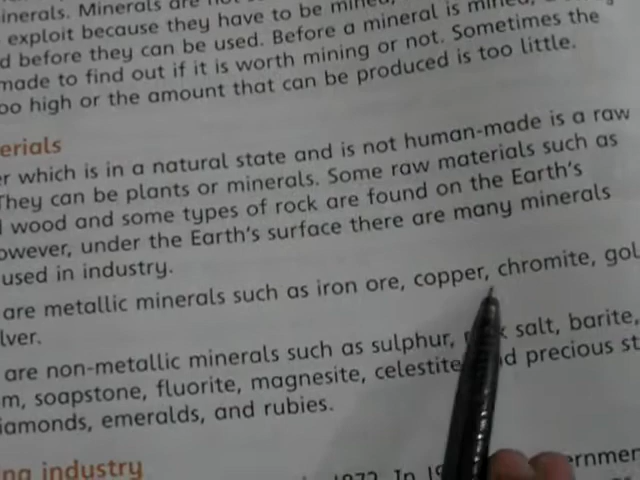 inerals. Minerals are
exploit because they have to be mined,
d before they can be used. Before a mineral is mined,
made to find out if it is worth mining or not. Sometimes the
oo high or the amount that can be produced is too little.
erials
er which is in a natural state and is not human-made is a raw
They can be plants or minerals. Some raw materials such as
wood and some types of rock are found on the Earth's
owever, under the Earth's surface there are many minerals
used in industry.
are metallic minerals such as iron ore, copper, chromite, gol
lver.
are non-metallic minerals such as sulphur, salt, barite,
m, soapstone, fluorite, magnesite, celestite precious st
iamonds, emeralds, and rubies.
ng industry
1972. In 19 ernmen